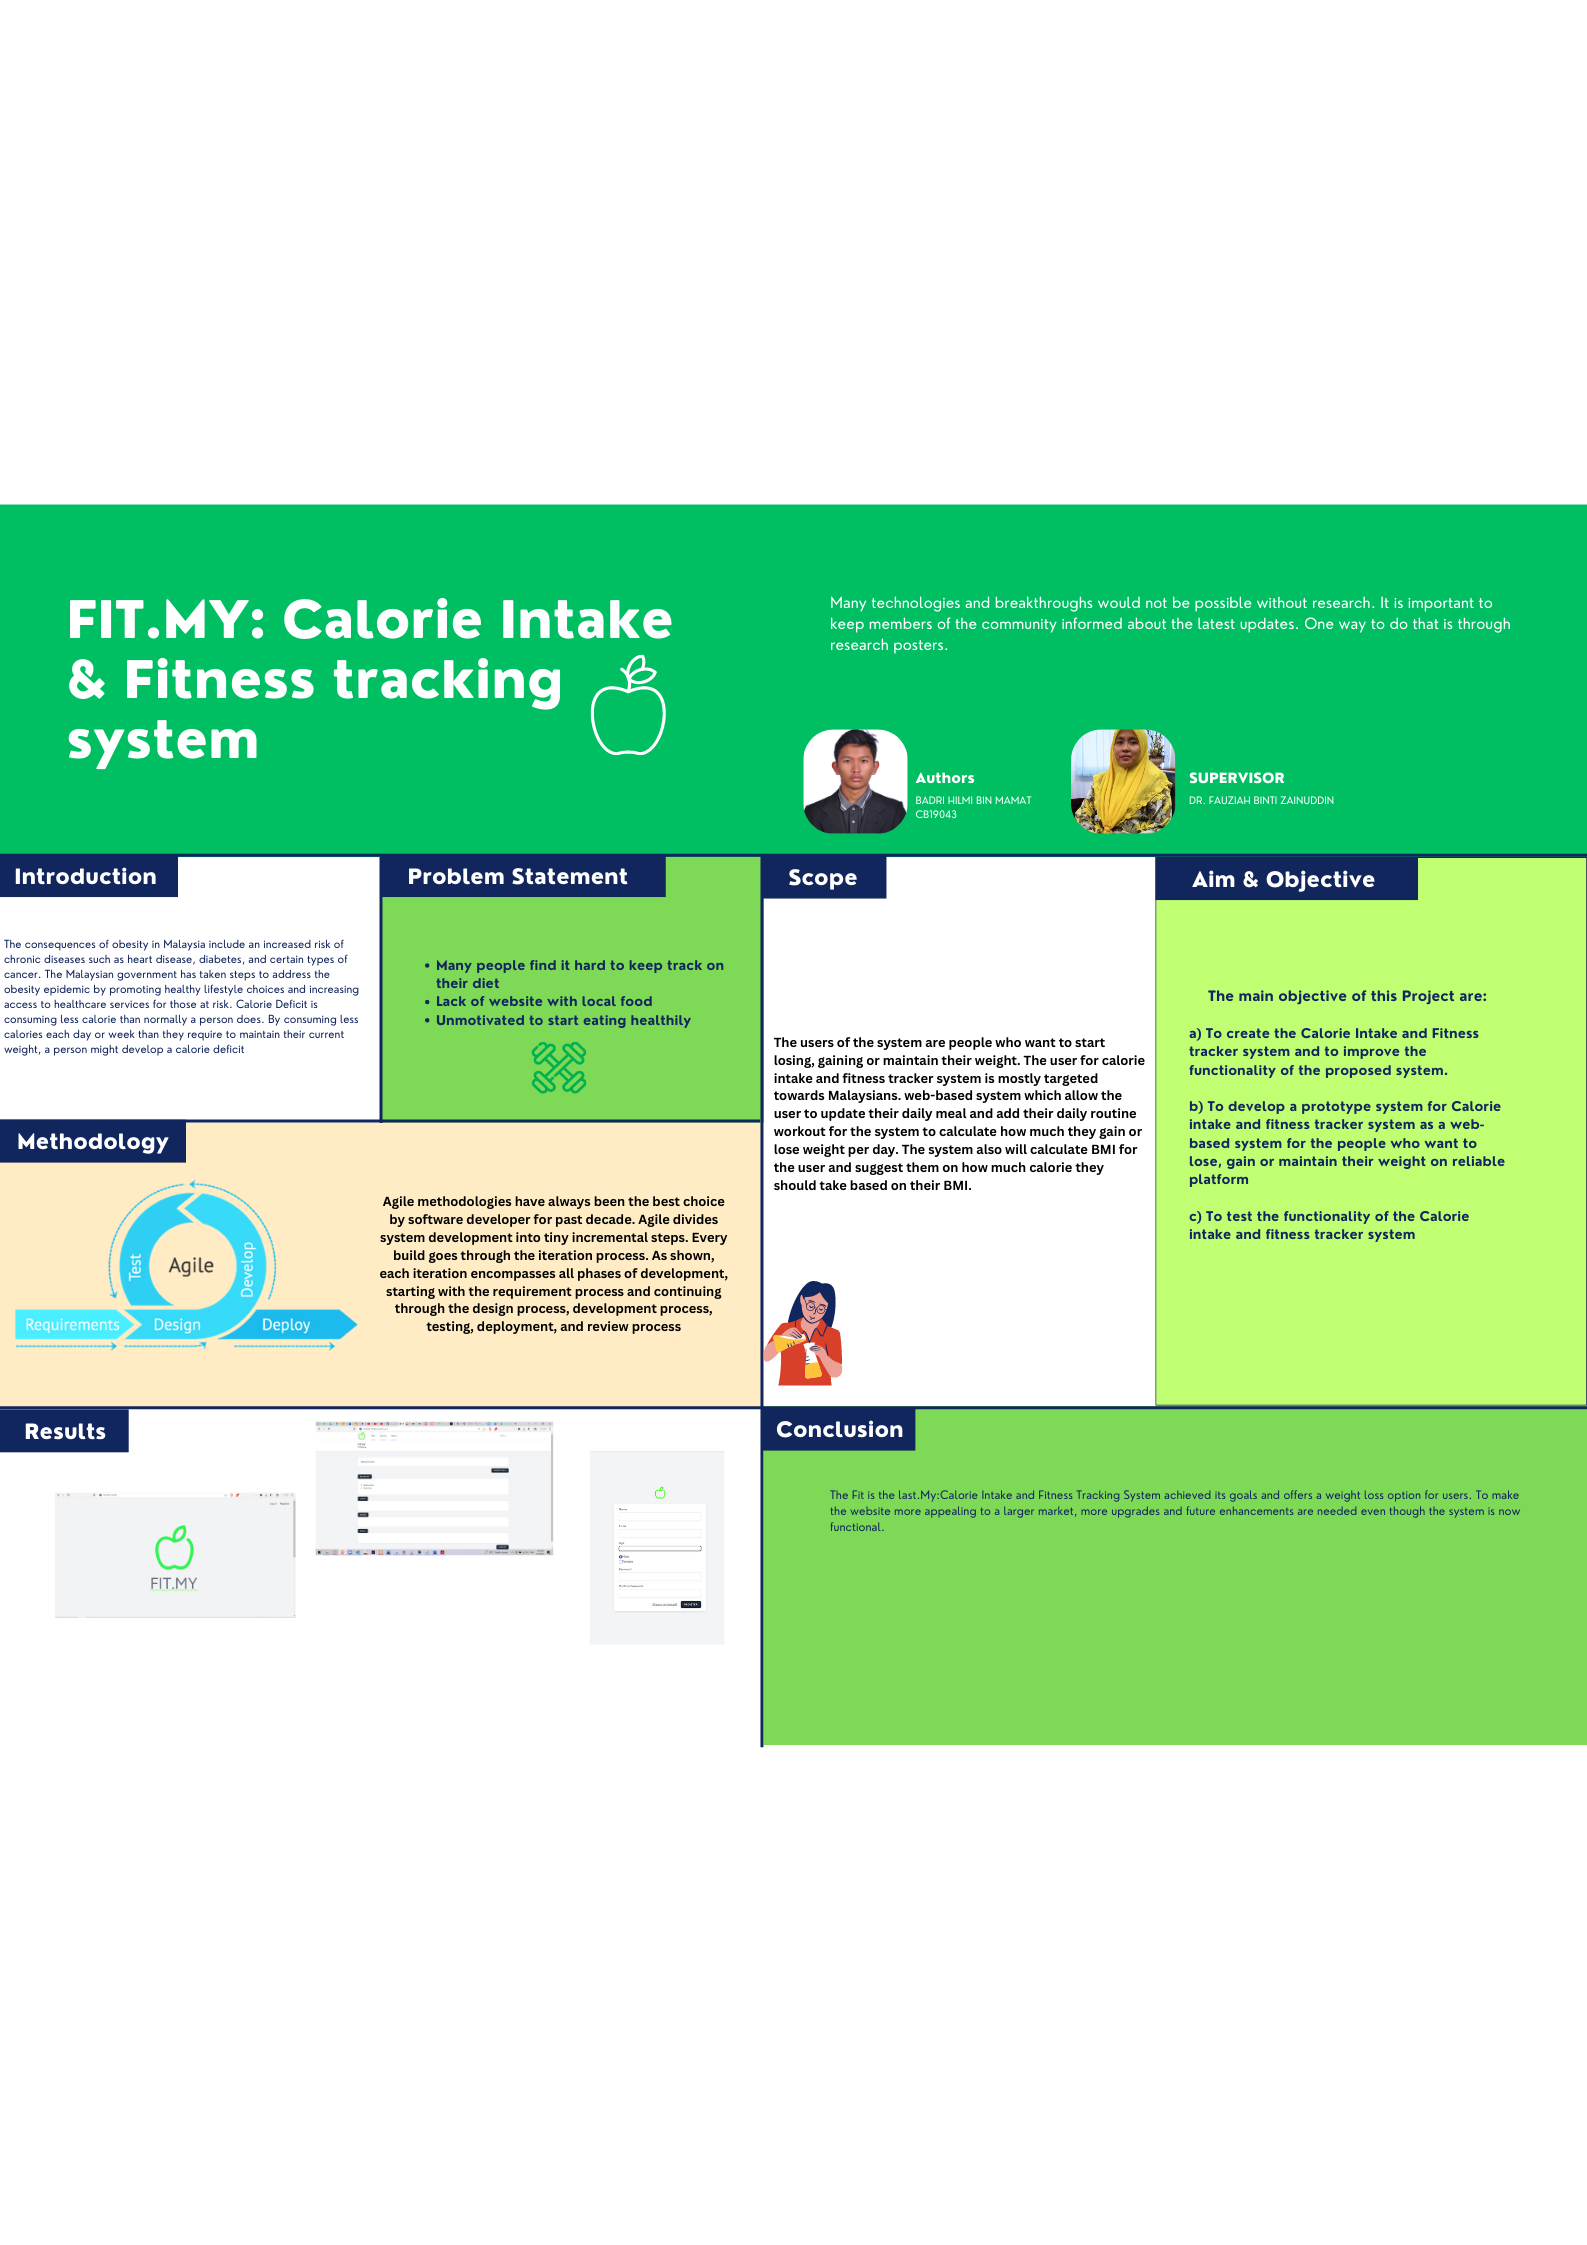 FIT.MY: Calorie Intake
& Fitness tracking
system
Many technologies and breakthroughs would not be possible without research. It is important to
keep members of the community informed about the latest updates. One way to do that is through
research posters.
Authors
BADRI HILMI BIN MAMAT
CB19043
SUPERVISOR
DR. FAUZIAH BINTI ZAINUDDIN
Introduction
The consequences of obesity in Malaysia include an increased risk of
chronic diseases such as heart disease, diabetes, and certain types of
cancer. The Malaysian government has taken steps to address the
obesity epidemic by promoting healthy lifestyle choices and increasing
access to healthcare services for those at risk. Calorie Deficit is
consuming less calorie than normally a person does. By consuming less
calories each day or week than they require to maintain their current
weight, a person might develop a calorie deficit
Problem Statement
• Many people find it hard to keep track on
their diet
• Lack of website with local food
• Unmotivated to start eating healthily
Scope
The users of the system are people who want to start
losing, gaining or maintain their weight. The user for calorie
intake and fitness tracker system is mostly targeted
towards Malaysians. web-based system which allow the
user to update their daily meal and add their daily routine
workout for the system to calculate how much they gain or
lose weight per day. The system also will calculate BMI for
the user and suggest them on how much calorie they
should take based on their BMI.
Aim & Objective
The main objective of this Project are:
a) To create the Calorie Intake and Fitness
tracker system and to improve the
functionality of the proposed system.
b) To develop a prototype system for Calorie
intake and fitness tracker system as a web-
based system for the people who want to
lose, gain or maintain their weight on reliable
platform
c) To test the functionality of the Calorie
intake and fitness tracker system
Methodology
Test
Agile
Develop
Requirements
Design
Deploy
Agile methodologies have always been the best choice
by software developer for past decade. Agile divides
system development into tiny incremental steps. Every
build goes through the iteration process. As shown,
each iteration encompasses all phases of development,
starting with the requirement process and continuing
through the design process, development process,
testing, deployment, and review process
Results
FIT.MY
Conclusion
The Fit is the last.My:Calorie Intake and Fitness Tracking System achieved its goals and offers a weight loss option for users. To make
the website more appealing to a larger market, more upgrades and future enhancements are needed even though the system is now
functional.